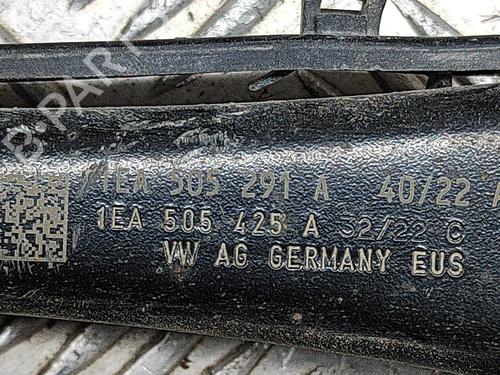 /1EA 505 291 A 40/22 A
1EA 505 425 A 32/22 C
VW AG GERMANY EUS